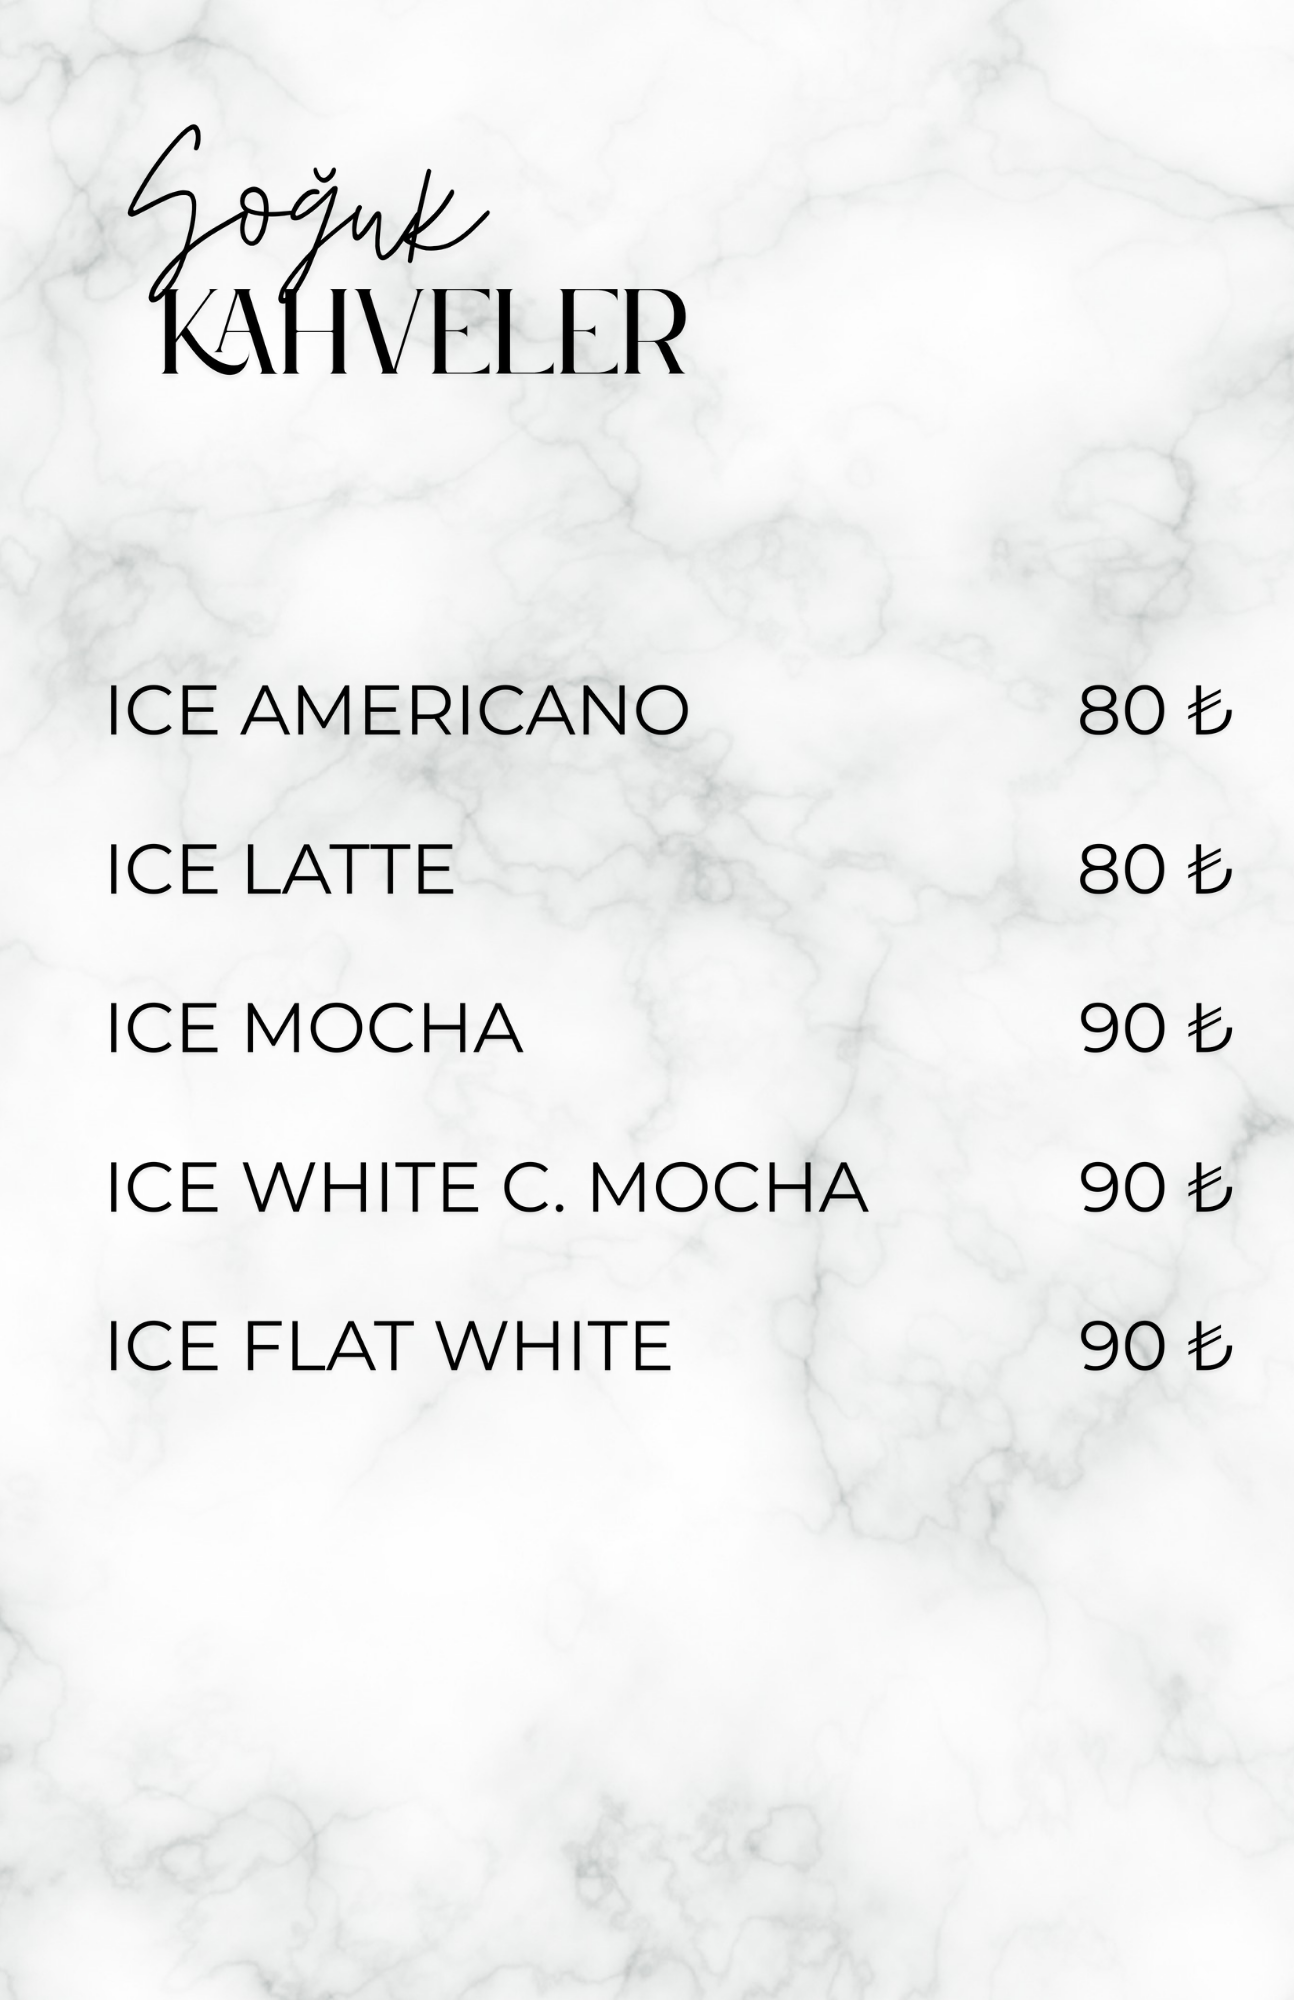 Soğuk
KAHVELER
ICE AMERICANO 80 ₺
ICE LATTE 80 ₺
ICE MOCHA 90 ₺
ICE WHITE C. MOCHA 90 ₺
ICE FLAT WHITE 90 ₺